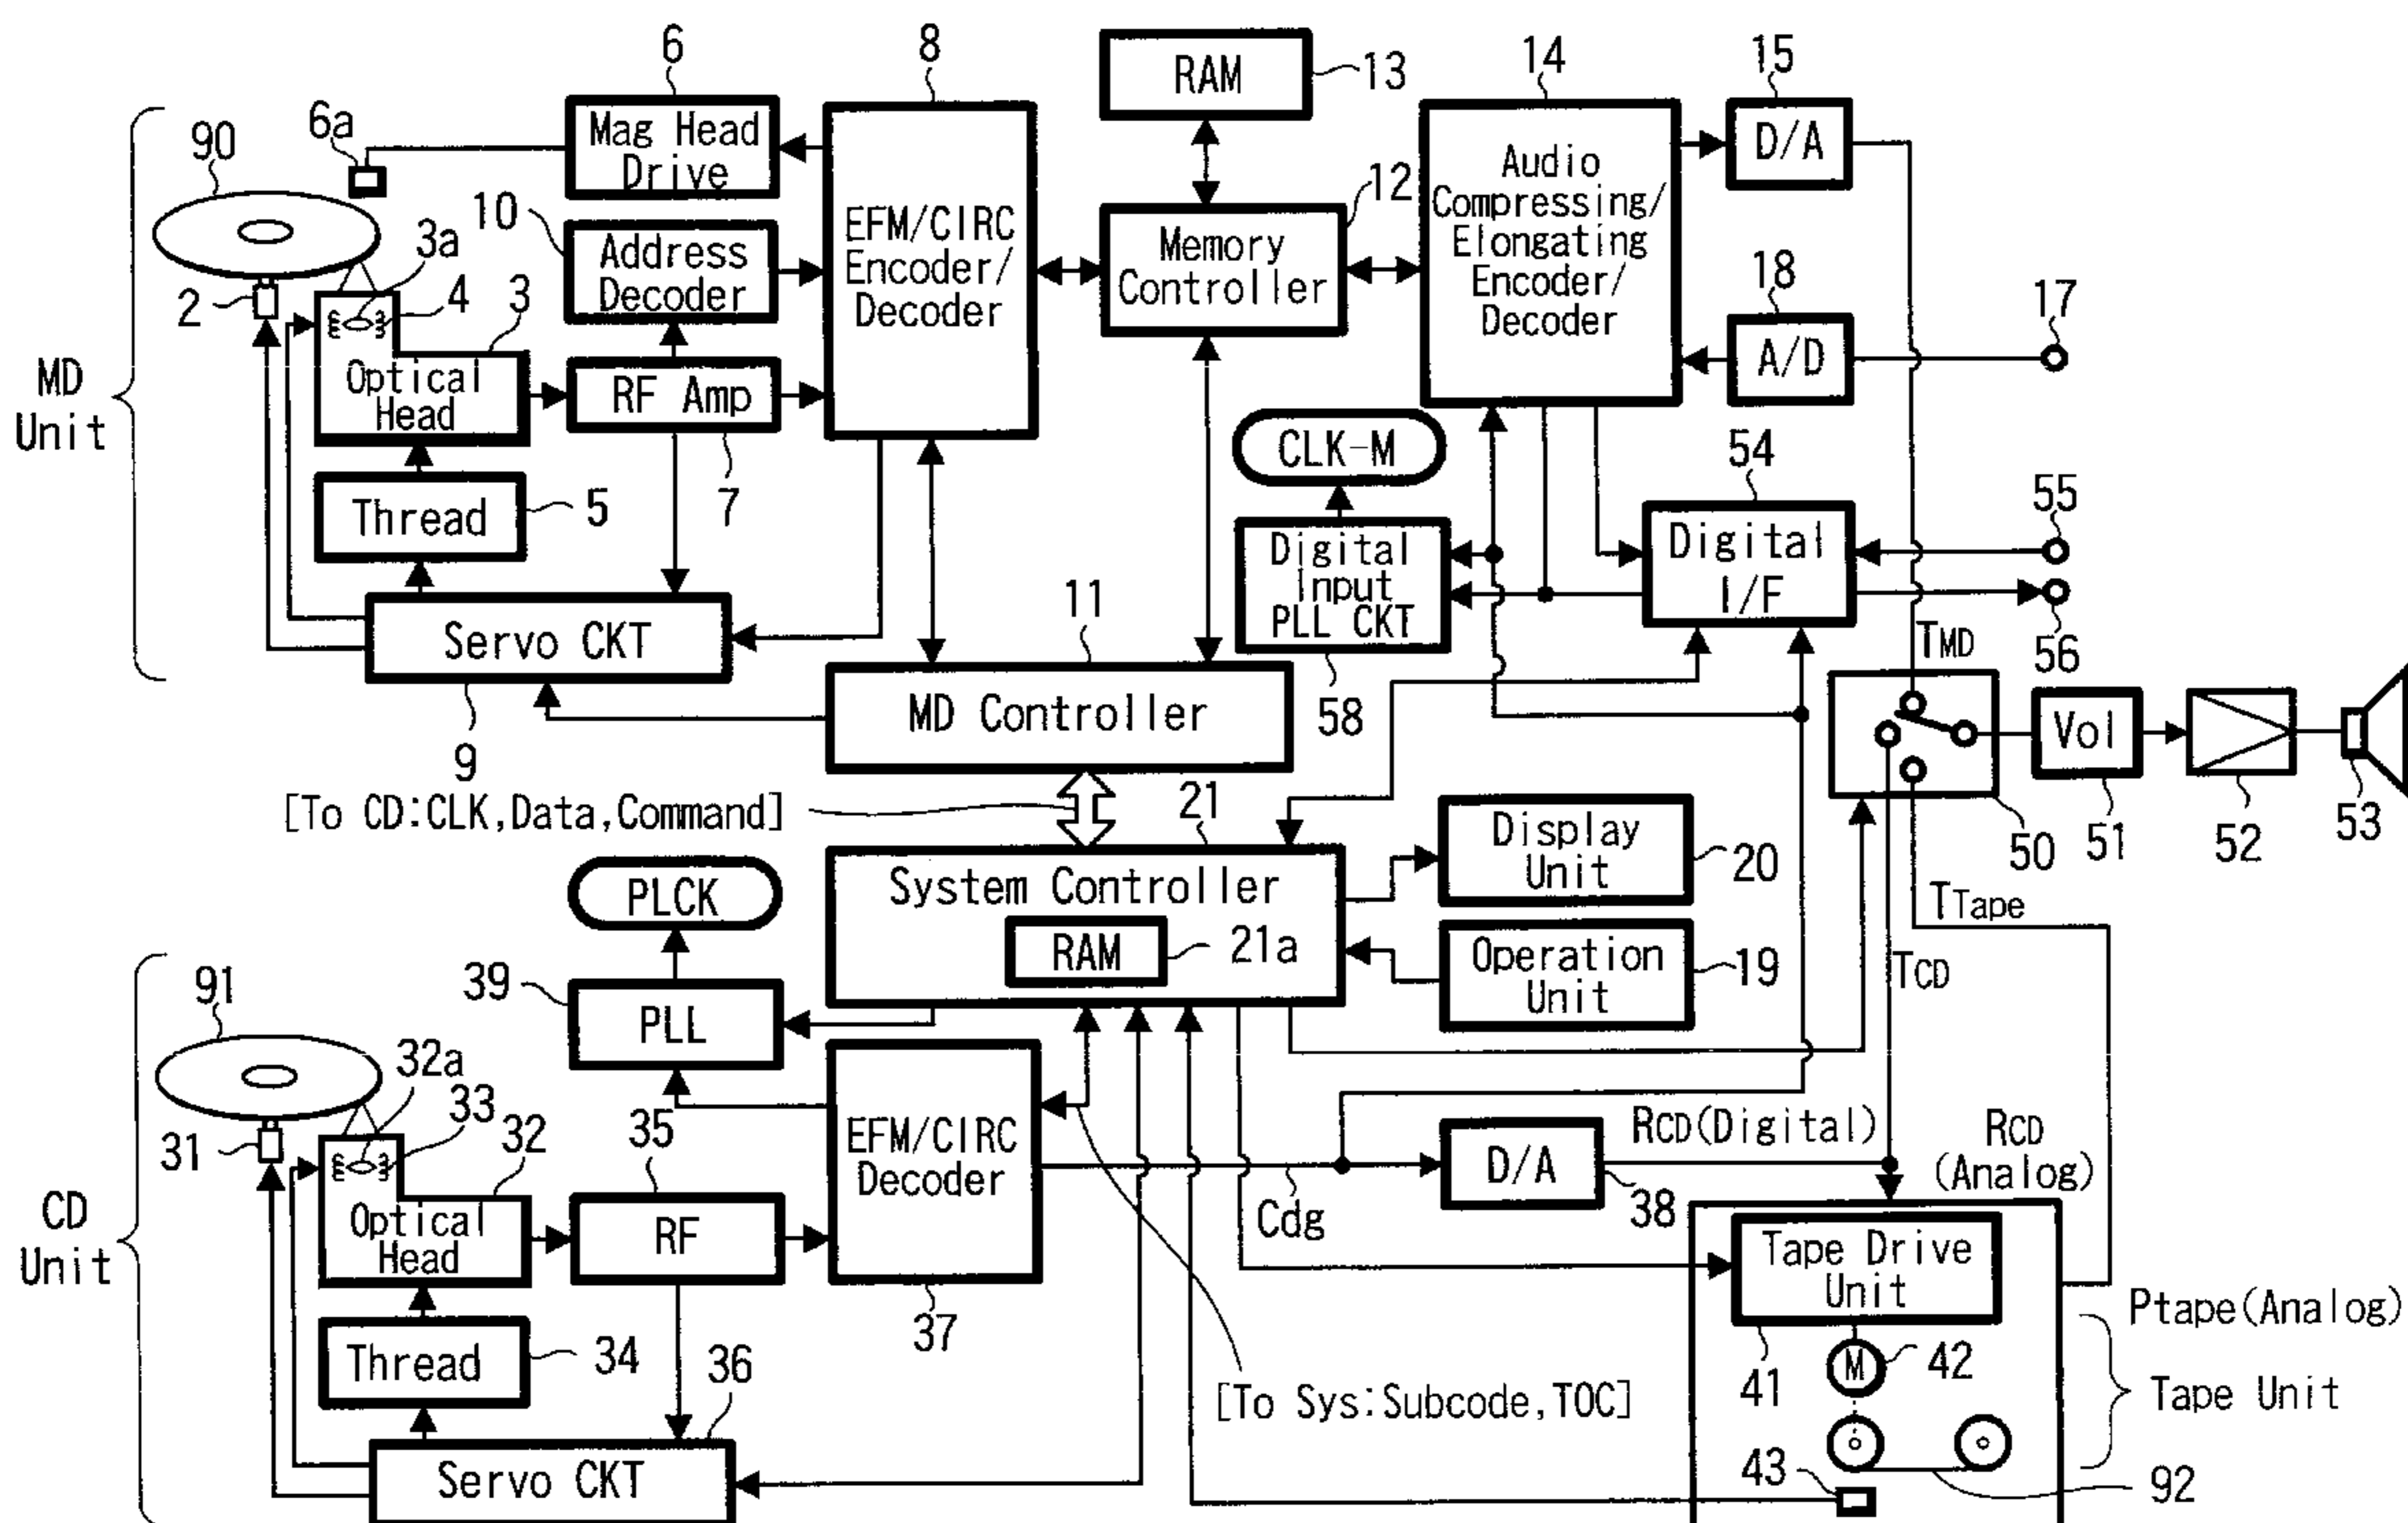 6
8
RAM
13
14
15
6a
Mag Head
Drive
D/A
90
10
12
Audio
Compressing/
Elongating
Encoder/
Decoder
3a
Address
Decoder
EFM/CIRC
Encoder/
Decoder
Memory
Controller
18
2
4
3
17
A/D
MD
Unit
Optical
Head
RF Amp
CLK-M
54
7
55
Thread
5
Digital
Input
PLL CKT
Digital
I/F
11
TMD
56
Servo CKT
58
MD Controller
Vol
9
[To CD:CLK,Data,Command]
21
50
51
52
53
Display
Unit
20
System Controller
PLCK
TTape
RAM
21a
Operation
Unit
19
TCD
91
39
PLL
32a
33
32
35
31
EFM/CIRC
Decoder
RCD(Digital)
RCD
(Analog)
D/A
38
Cdg
CD
Unit
Optical
Head
RF
Tape Drive
Unit
Ptape(Analog)
37
Thread
34
36
M
42
41
[To Sys:Subcode,TOC]
Tape Unit
Servo CKT
43
92